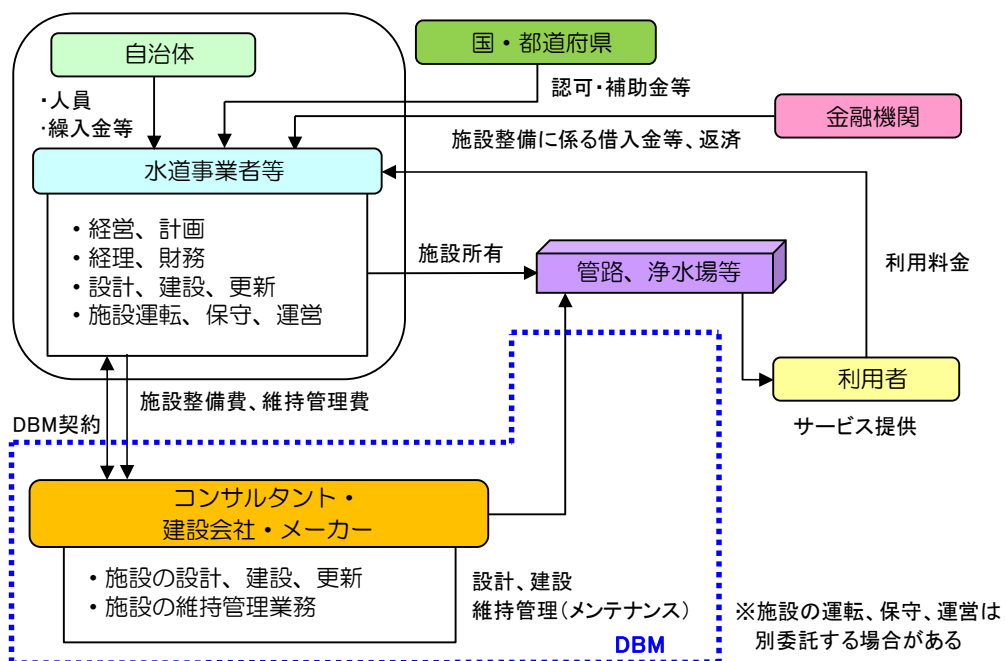 自治体
国・都道府県
・人員
・繰入金等
認可・補助金等
金融機関
施設整備に係る借入金等、返済
水道事業者等
・経営、計画
・経理、財務
・設計、建設、更新
・施設運転、保守、運営
施設所有
管路、浄水場等
利用料金
利用者
サービス提供
施設整備費、維持管理費
DBM契約
コンサルタント・
建設会社・メーカー
・施設の設計、建設、更新
・施設の維持管理業務
設計、建設
維持管理(メンテナンス)
DBM
※施設の運転、保守、運営は
別委託する場合がある